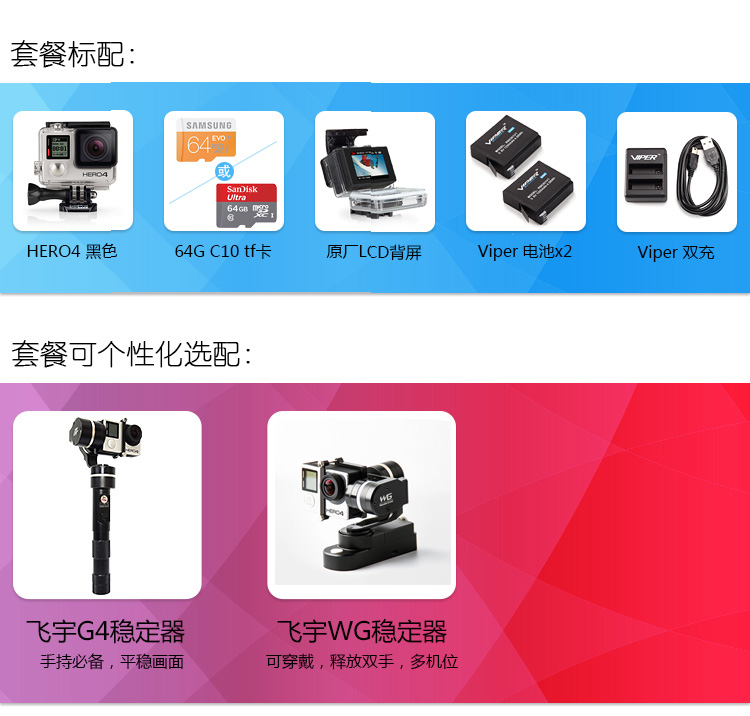 套餐标配：
HERO4
SAMSUNG
64 EVO
或
SanDisk
Ultra
64 GB micro SD XC I
VIPER
HERO4 黑色
64G C10 tf卡
原厂LCD背屏
Viper 电池x2
Viper 双充
套餐可个性化选配：
HERO4
WG
HERO4
飞宇G4稳定器
飞宇WG稳定器
手持必备，平稳画面
可穿戴，释放双手，多机位